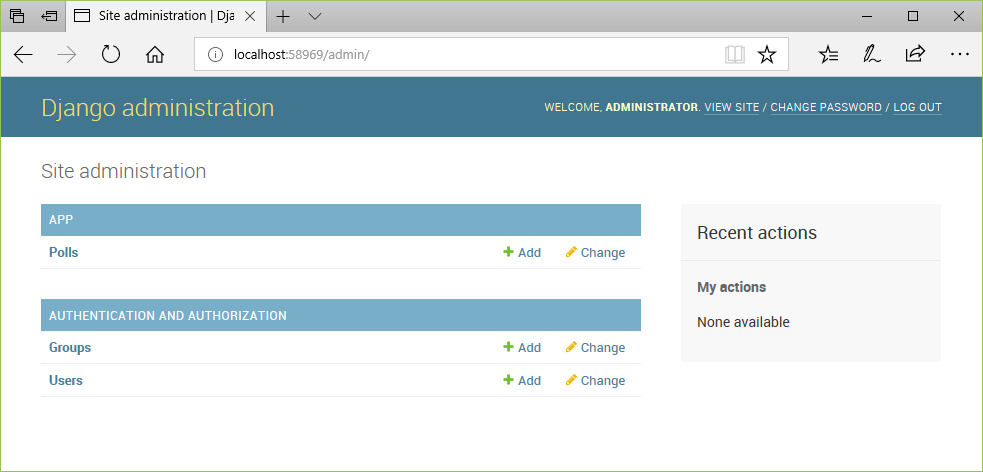 Site administration | Dja
localhost:58969/admin/
Django administration
WELCOME, ADMINISTRATOR. VIEW SITE / CHANGE PASSWORD / LOG OUT
Site administration
APP
Polls Add Change
AUTHENTICATION AND AUTHORIZATION
Groups Add Change
Users Add Change
Recent actions
My actions
None available